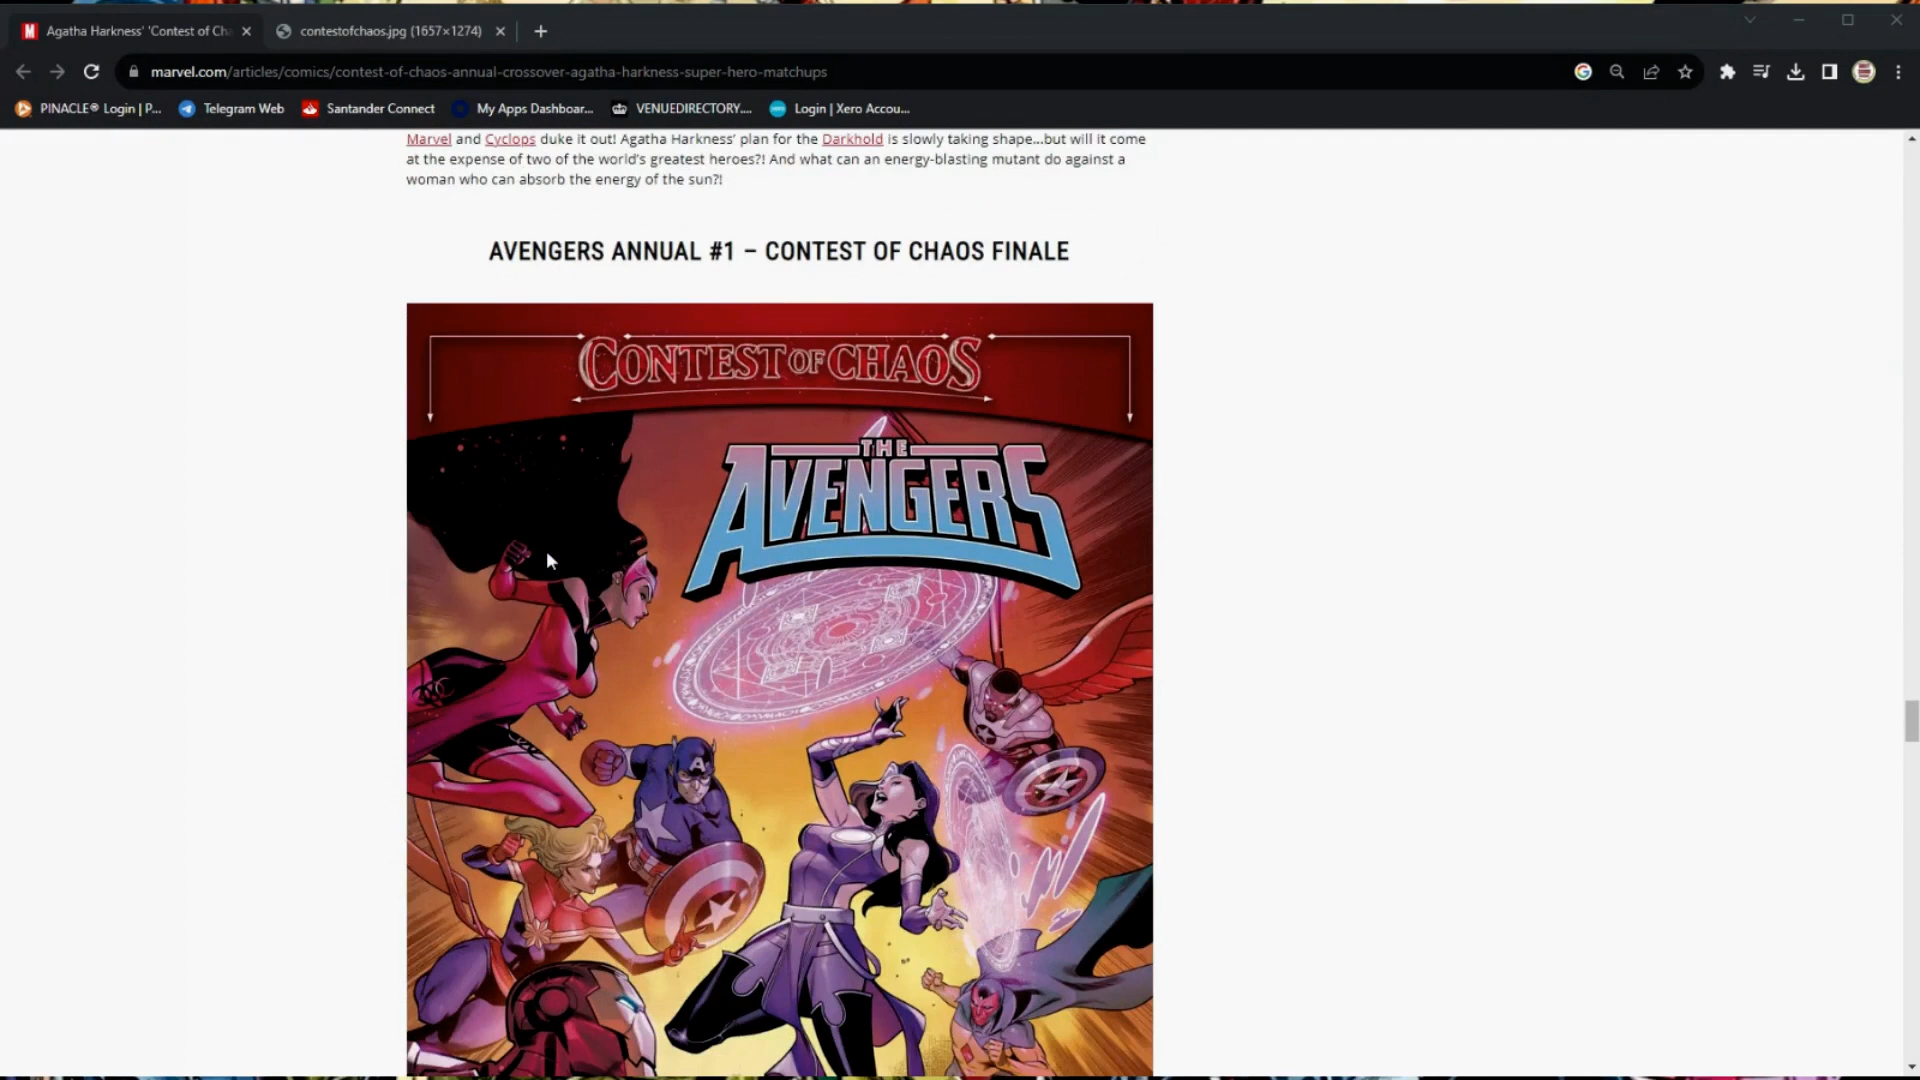 Agatha Harkness' 'Contest of Ch
contestofchaos.jpg (1657×1274)
marvel.com/articles/comics/contest-of-chaos-annual-crossover-agatha-harkness-super-hero-matchups
PINACLE® Login | P...
Telegram Web
Santander Connect
My Apps Dashboar...
VENUEDIRECTORY....
Login | Xero Accou...
Marvel and Cyclops duke it out! Agatha Harkness' plan for the Darkhold is slowly taking shape...but will it come
at the expense of two of the world's greatest heroes?! And what can an energy-blasting mutant do against a
woman who can absorb the energy of the sun?!
AVENGERS ANNUAL #1 – CONTEST OF CHAOS FINALE
CONTEST OF CHAOS
THE
AVENGERS